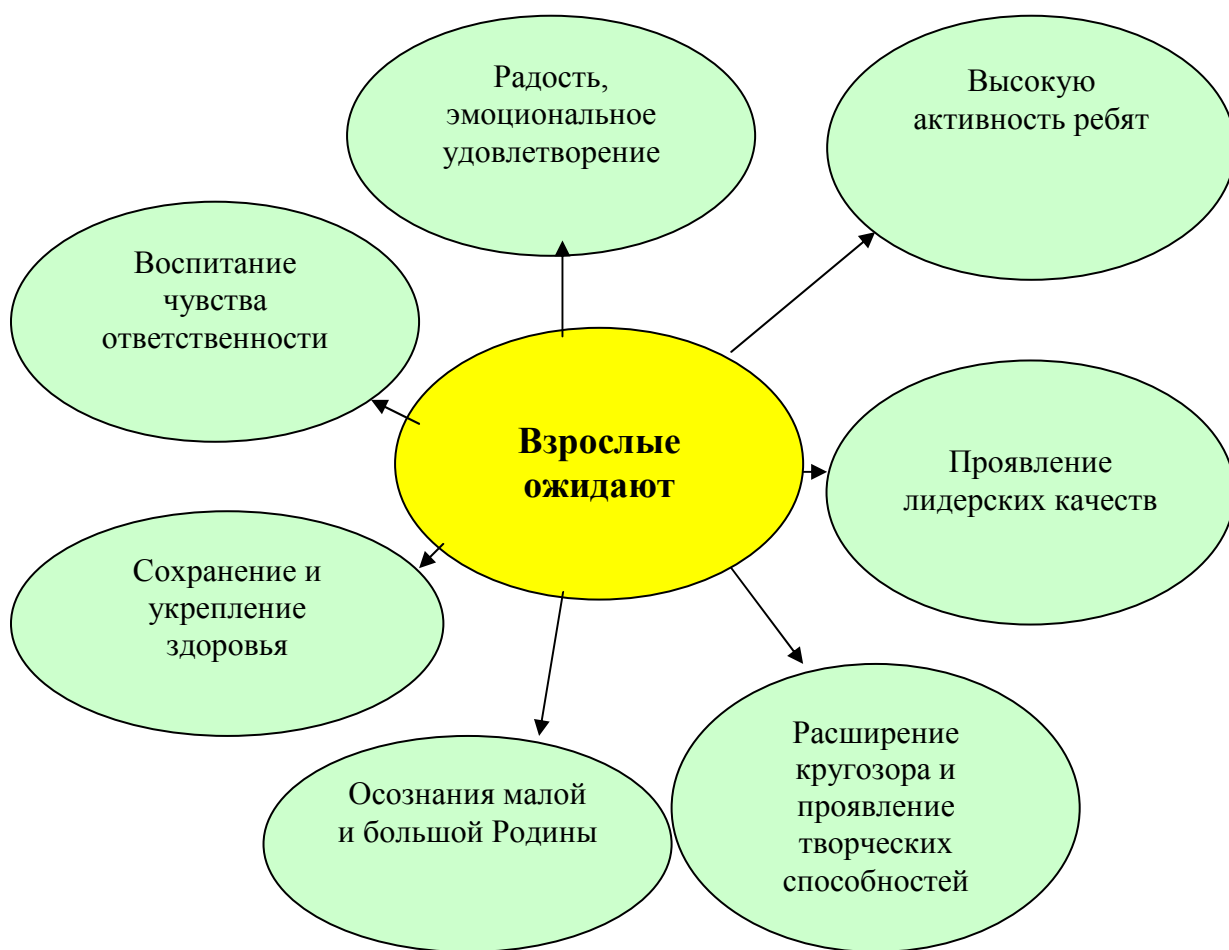 Радость,
эмоциональное
удовлетворение
Высокую
активность ребят
Воспитание
чувства
ответственности
Взрослые
ожидают
Проявление
лидерских качеств
Сохранение и
укрепление
здоровья
Осознания малой
и большой Родины
Расширение
кругозора и
проявление
творческих
способностей